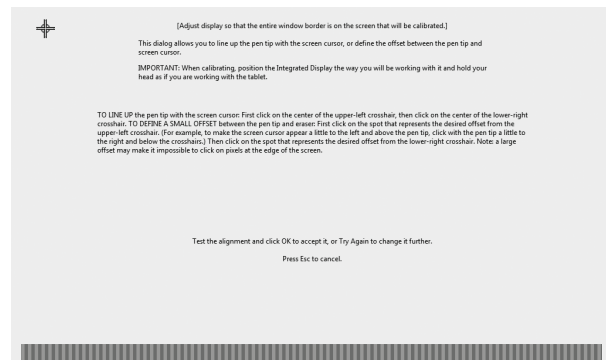 [Adjust display so that the entire window border is on the screen that will be calibrated.]
This dialog allows you to line up the pen tip with the screen cursor, or define the offset between the pen tip and
screen cursor.
IMPORTANT: When calibrating, position the Integrated Display the way you will be working with it and hold your
head as if you are working with the tablet.
TO LINE UP the pen tip with the screen cursor: First click on the center of the upper-left crosshair, then click on the center of the lower-right
crosshair. TO DEFINE A SMALL OFFSET between the pen tip and eraser: First click on the spot that represents the desired offset from the
upper-left crosshair. (For example, to make the screen cursor appear a little to the left and above the pen tip, click with the pen tip a little to
the right and below the crosshairs.) Then click on the spot that represents the desired offset from the lower-right crosshair. Note: a large
offset may make it impossible to click on pixels at the edge of the screen.
Test the alignment and click OK to accept it, or Try Again to change it further.
Press Esc to cancel.